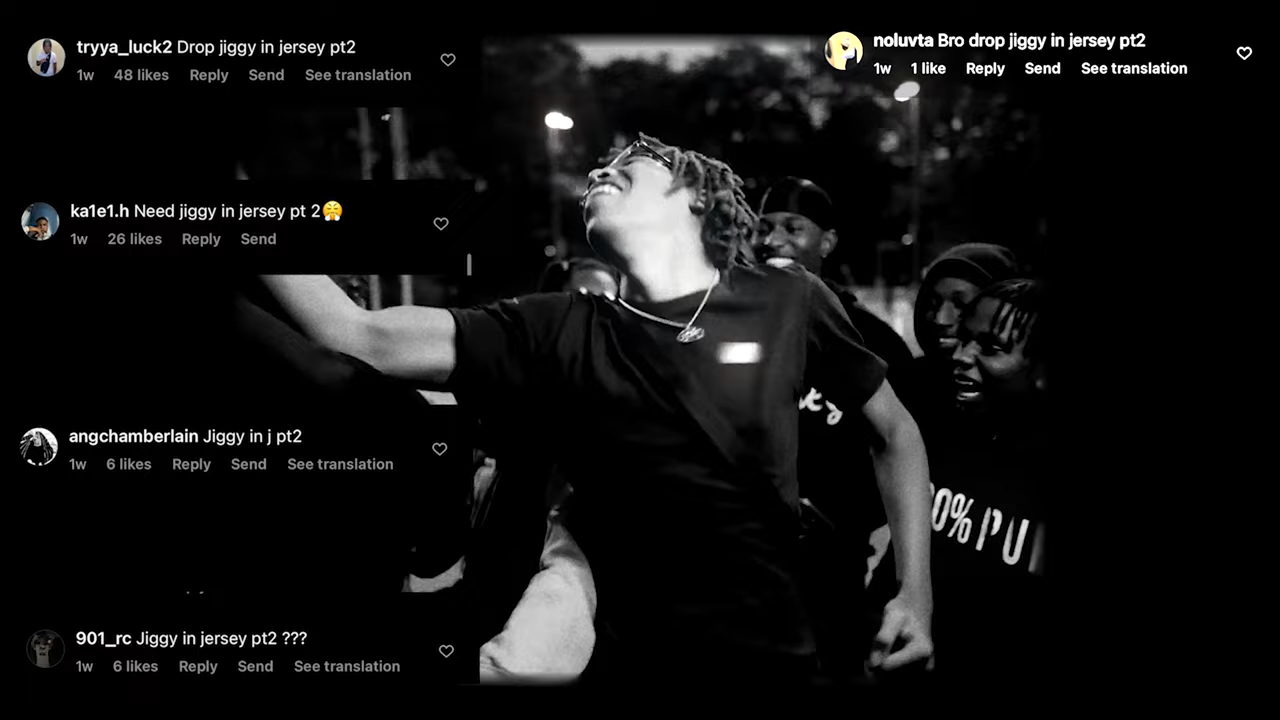 tryya_luck2 Drop jiggy in jersey pt2
1w 48 likes Reply Send See translation
noluvta Bro drop jiggy in jersey pt2
1w 1 like Reply Send See translation
ka1e1.h Need jiggy in jersey pt 2😤
1w 26 likes Reply Send
angchamberlain Jiggy in j pt2
1w 6 likes Reply Send See translation
0% PU
901_rc Jiggy in jersey pt2 ???
1w 6 likes Reply Send See translation